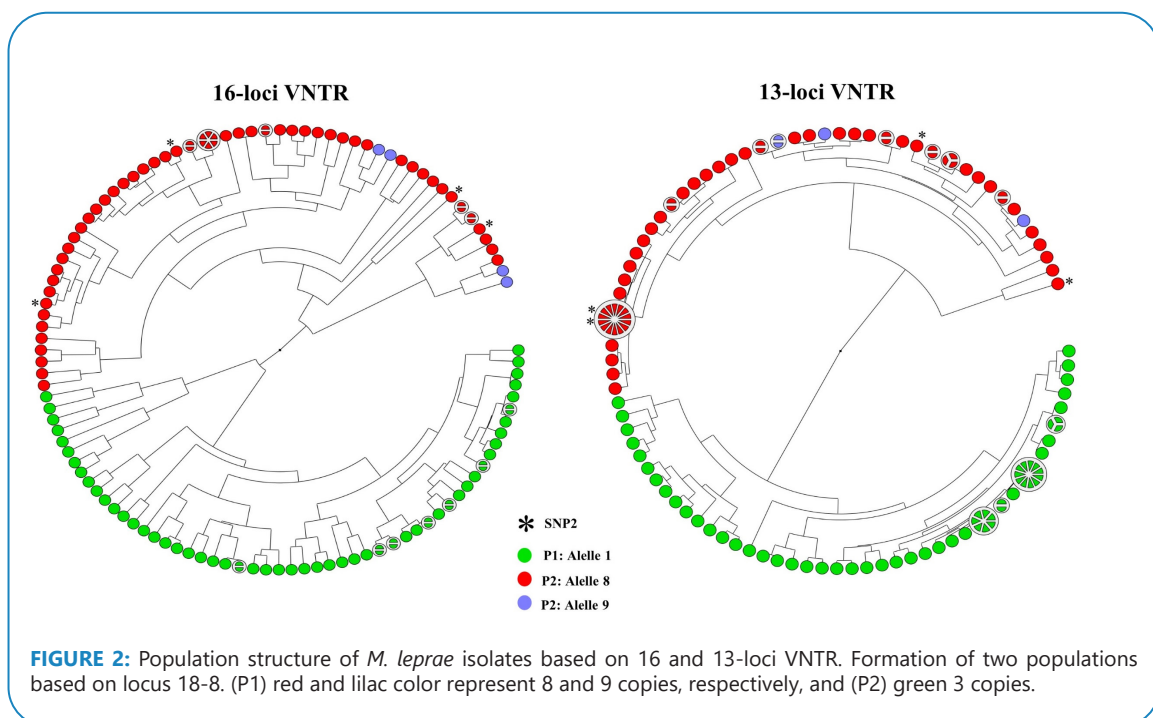 16-loci VNTR
13-loci VNTR
*
*
*
*
*
*
*
*
* SNP2
P1: Alelle 1
P2: Alelle 8
P2: Alelle 9
FIGURE 2: Population structure of M. leprae isolates based on 16 and 13-loci VNTR. Formation of two populations
based on locus 18-8. (P1) red and lilac color represent 8 and 9 copies, respectively, and (P2) green 3 copies.